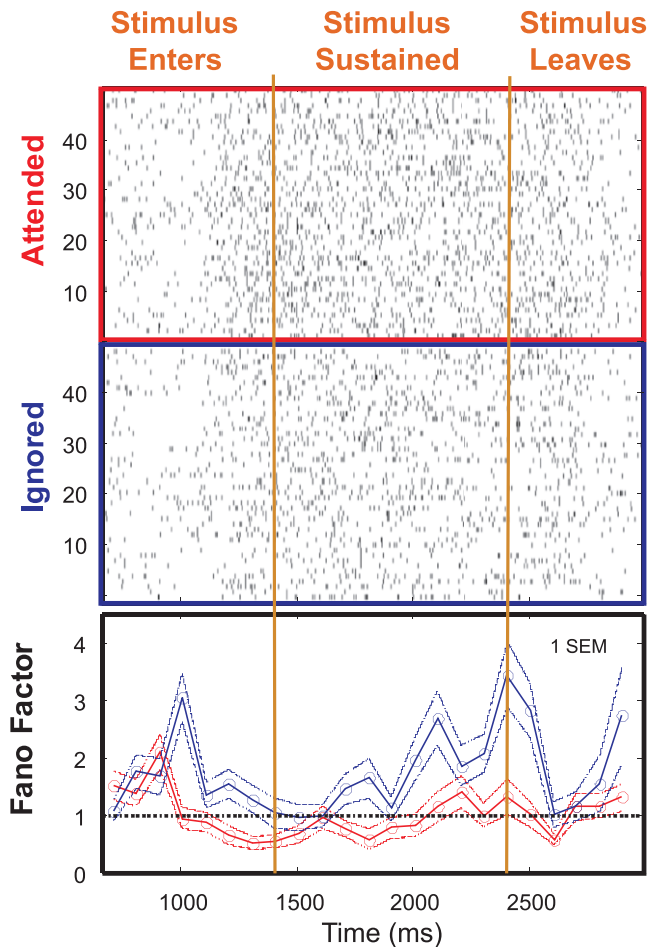 Stimulus Enters
Stimulus Sustained
Stimulus Leaves
Attended
40
30
20
10
Ignored
40
30
20
10
Fano Factor
4
3
2
1
0
1 SEM
1000
1500
2000
2500
Time (ms)